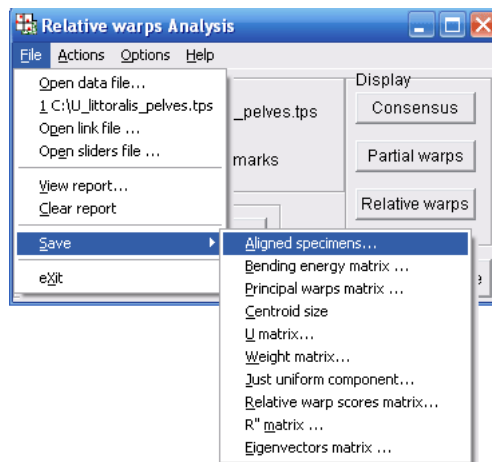 Relative warps Analysis
File Actions Options Help
Open data file...
1 C:\U_littoralis_pelves.tps
Open link file ...
Open sliders file ...
View report...
Clear report
Save
eXit
_pelves.tps
marks
Display
Consensus
Partial warps
Relative warps
Aligned specimens...
Bending energy matrix ...
Principal warps matrix ...
Centroid size
U matrix...
Weight matrix...
Just uniform component...
Relative warp scores matrix...
R" matrix ...
Eigenvectors matrix ...